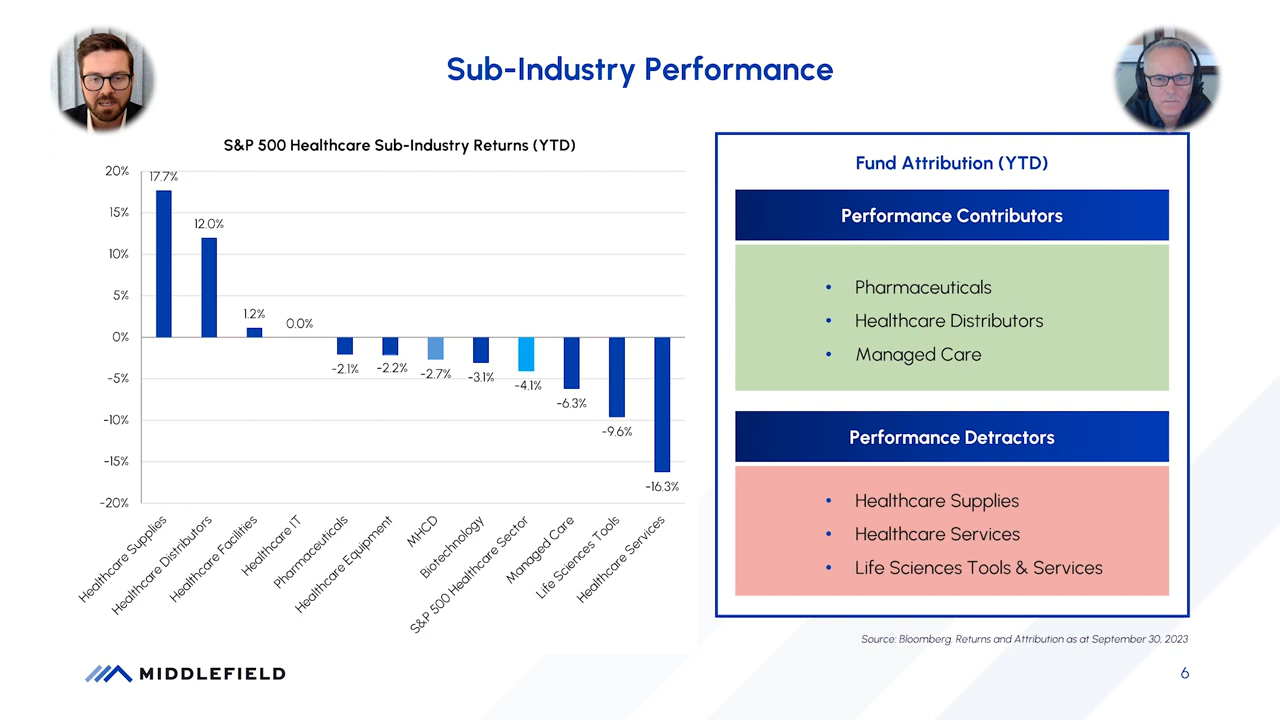 Sub-Industry Performance
S&P 500 Healthcare Sub-Industry Returns (YTD)
20%
15%
10%
5%
0%
-5%
-10%
-15%
-20%
17.7%
12.0%
1.2%
0.0%
-2.1%
-2.2%
-2.7%
-3.1%
-4.1%
-6.3%
-9.6%
-16.3%
Healthcare Supplies
Healthcare Distributors
Healthcare Facilities
Healthcare IT
Pharmaceuticals
Healthcare Equipment
MHCD
Biotechnology
S&P 500 Healthcare Sector
Managed Care
Life Sciences Tools
Healthcare Services
Fund Attribution (YTD)
Performance Contributors
• Pharmaceuticals
• Healthcare Distributors
• Managed Care
Performance Detractors
• Healthcare Supplies
• Healthcare Services
• Life Sciences Tools & Services
Source: Bloomberg. Returns and Attribution as at September 30, 2023
MIDDLEFIELD
6